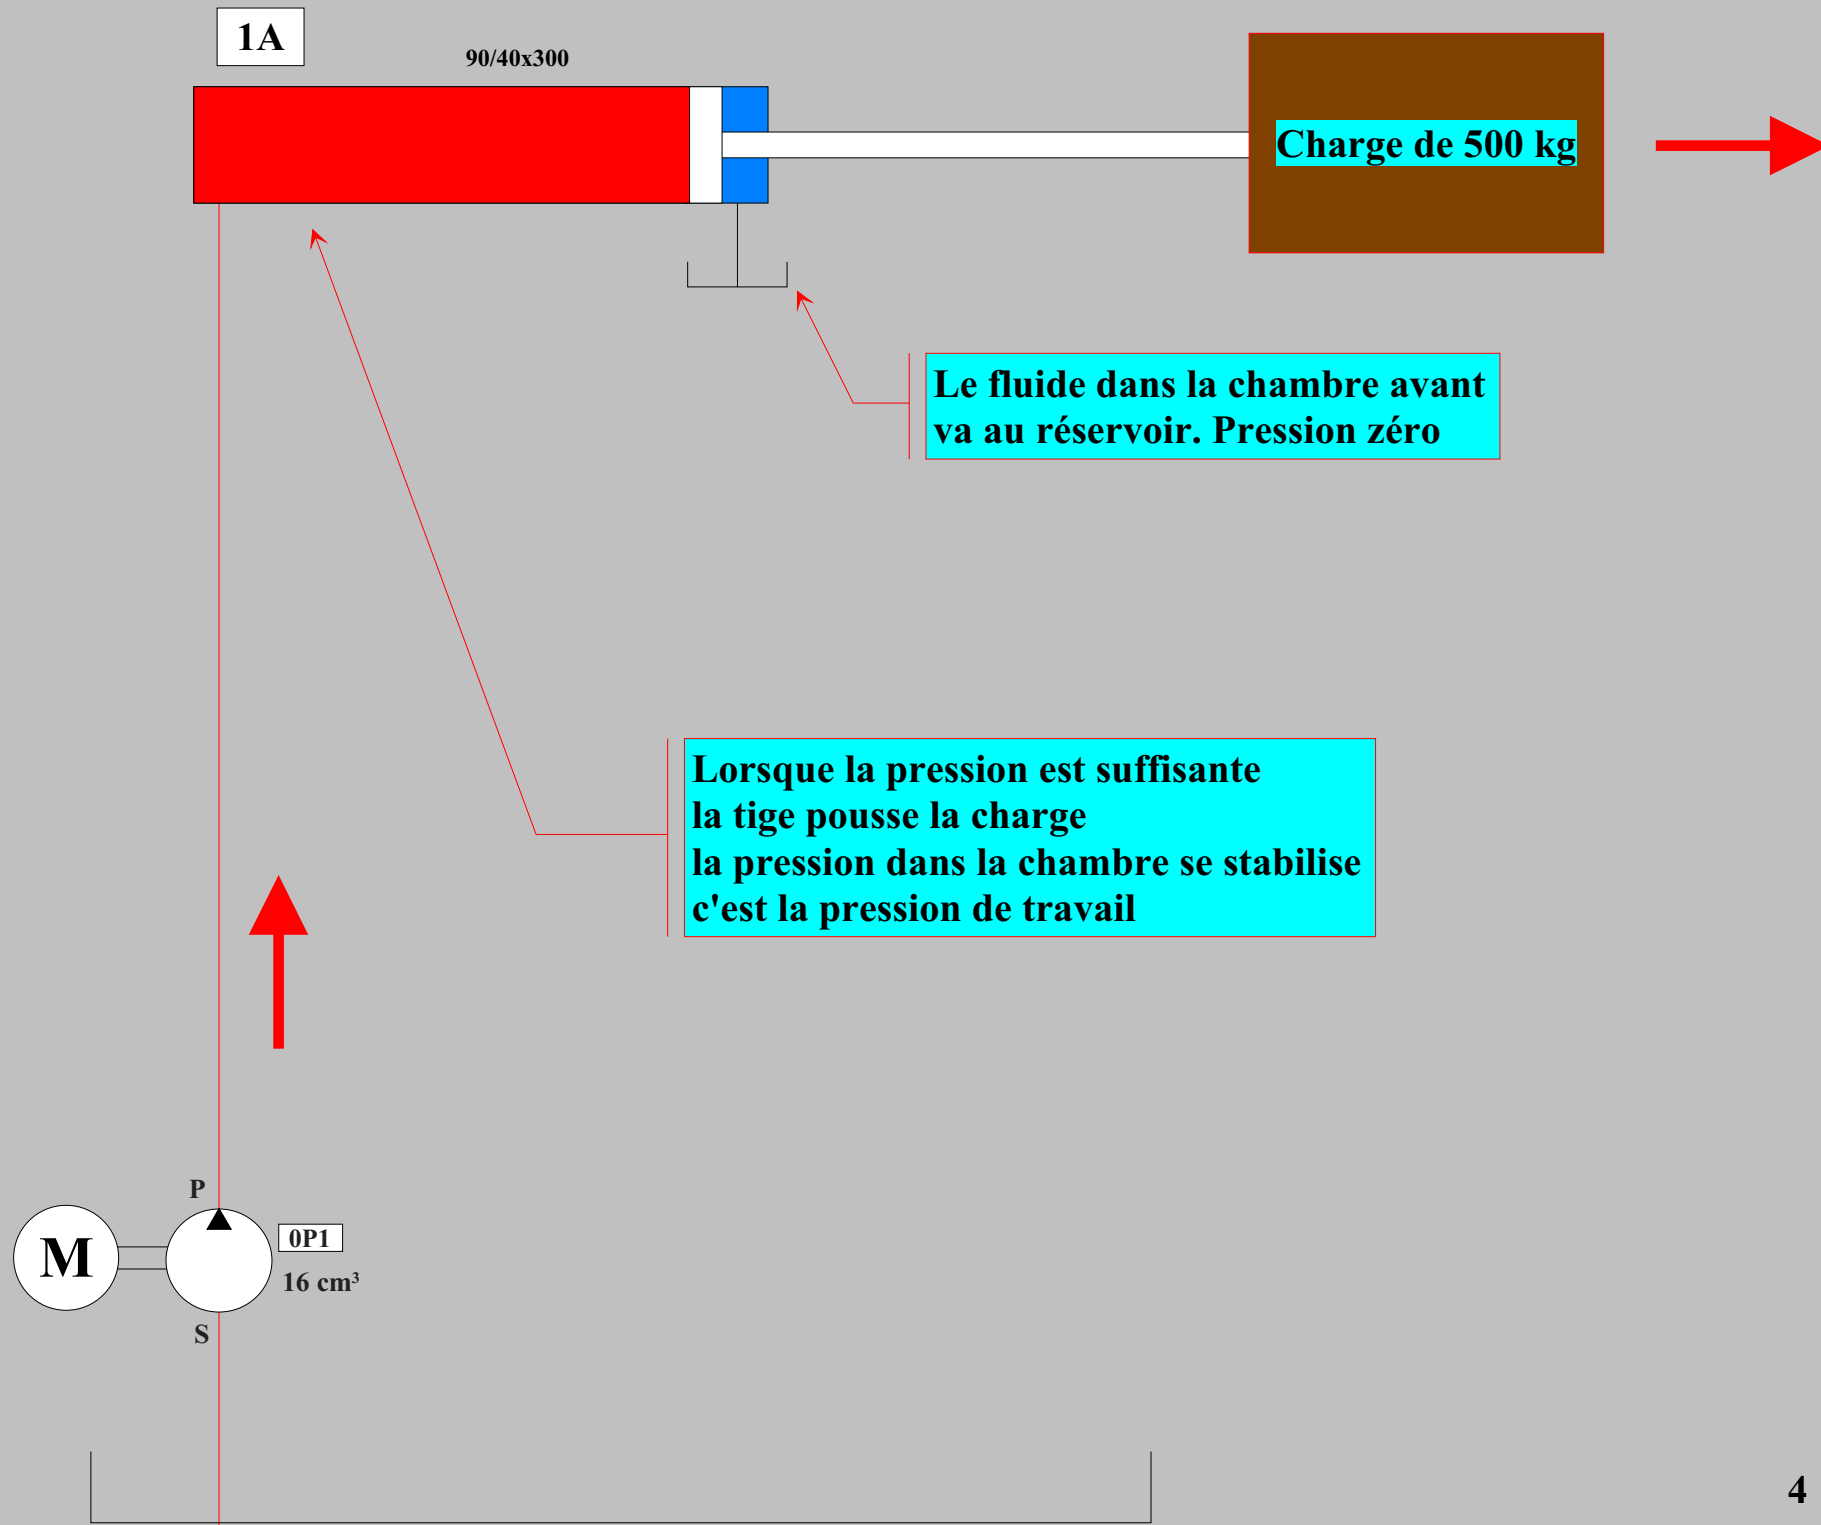 1A
90/40x300
Charge de 500 kg
Le fluide dans la chambre avant
va au réservoir. Pression zéro
Lorsque la pression est suffisante
la tige pousse la charge
la pression dans la chambre se stabilise
c'est la pression de travail
P
M
0P1
16 cm³
S
4